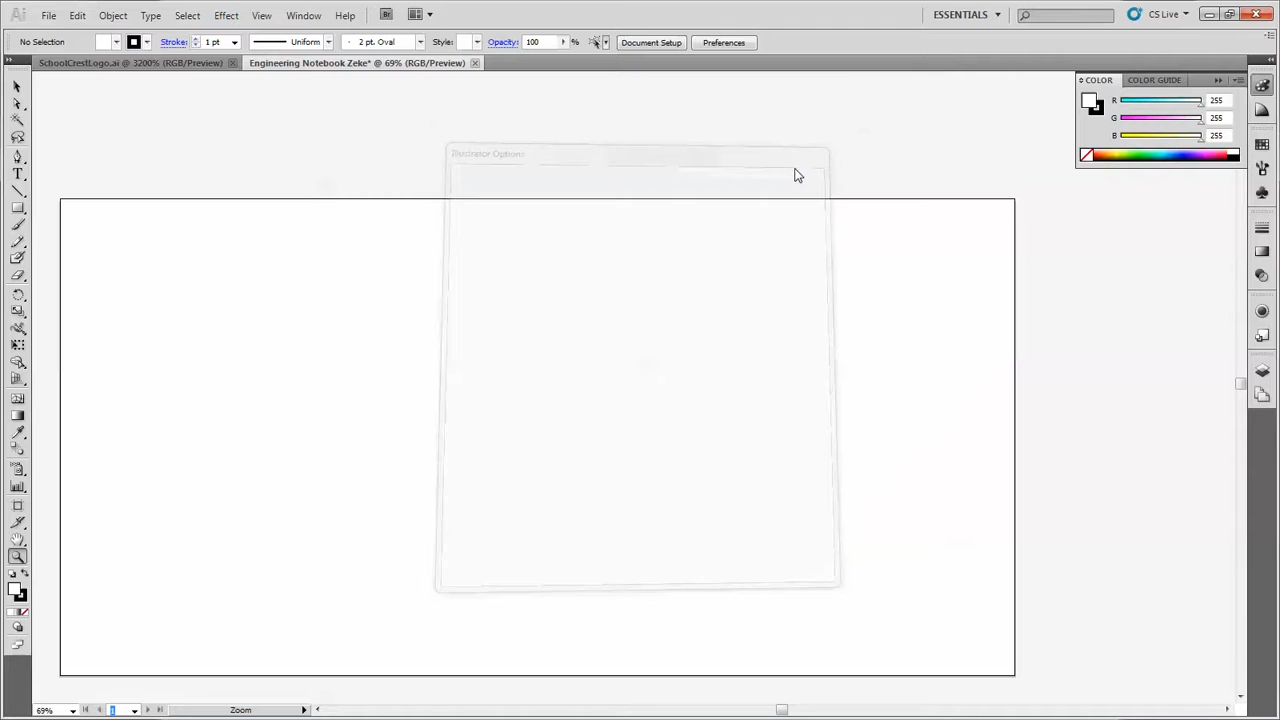 Ai File Edit Object Type Select Effect View Window Help Br ESSENTIALS CS Live
No Selection Stroke: 1 pt Uniform 2 pt. Oval Style: Opacity: 100 % Document Setup Preferences
SchoolCrestLogo.ai @ 3200% (RGB/Preview) Engineering Notebook Zeke* @ 69% (RGB/Preview)
COLOR COLOR GUIDE
R 255
G 255
B 255
Illustrator Options
69% 1 Zoom